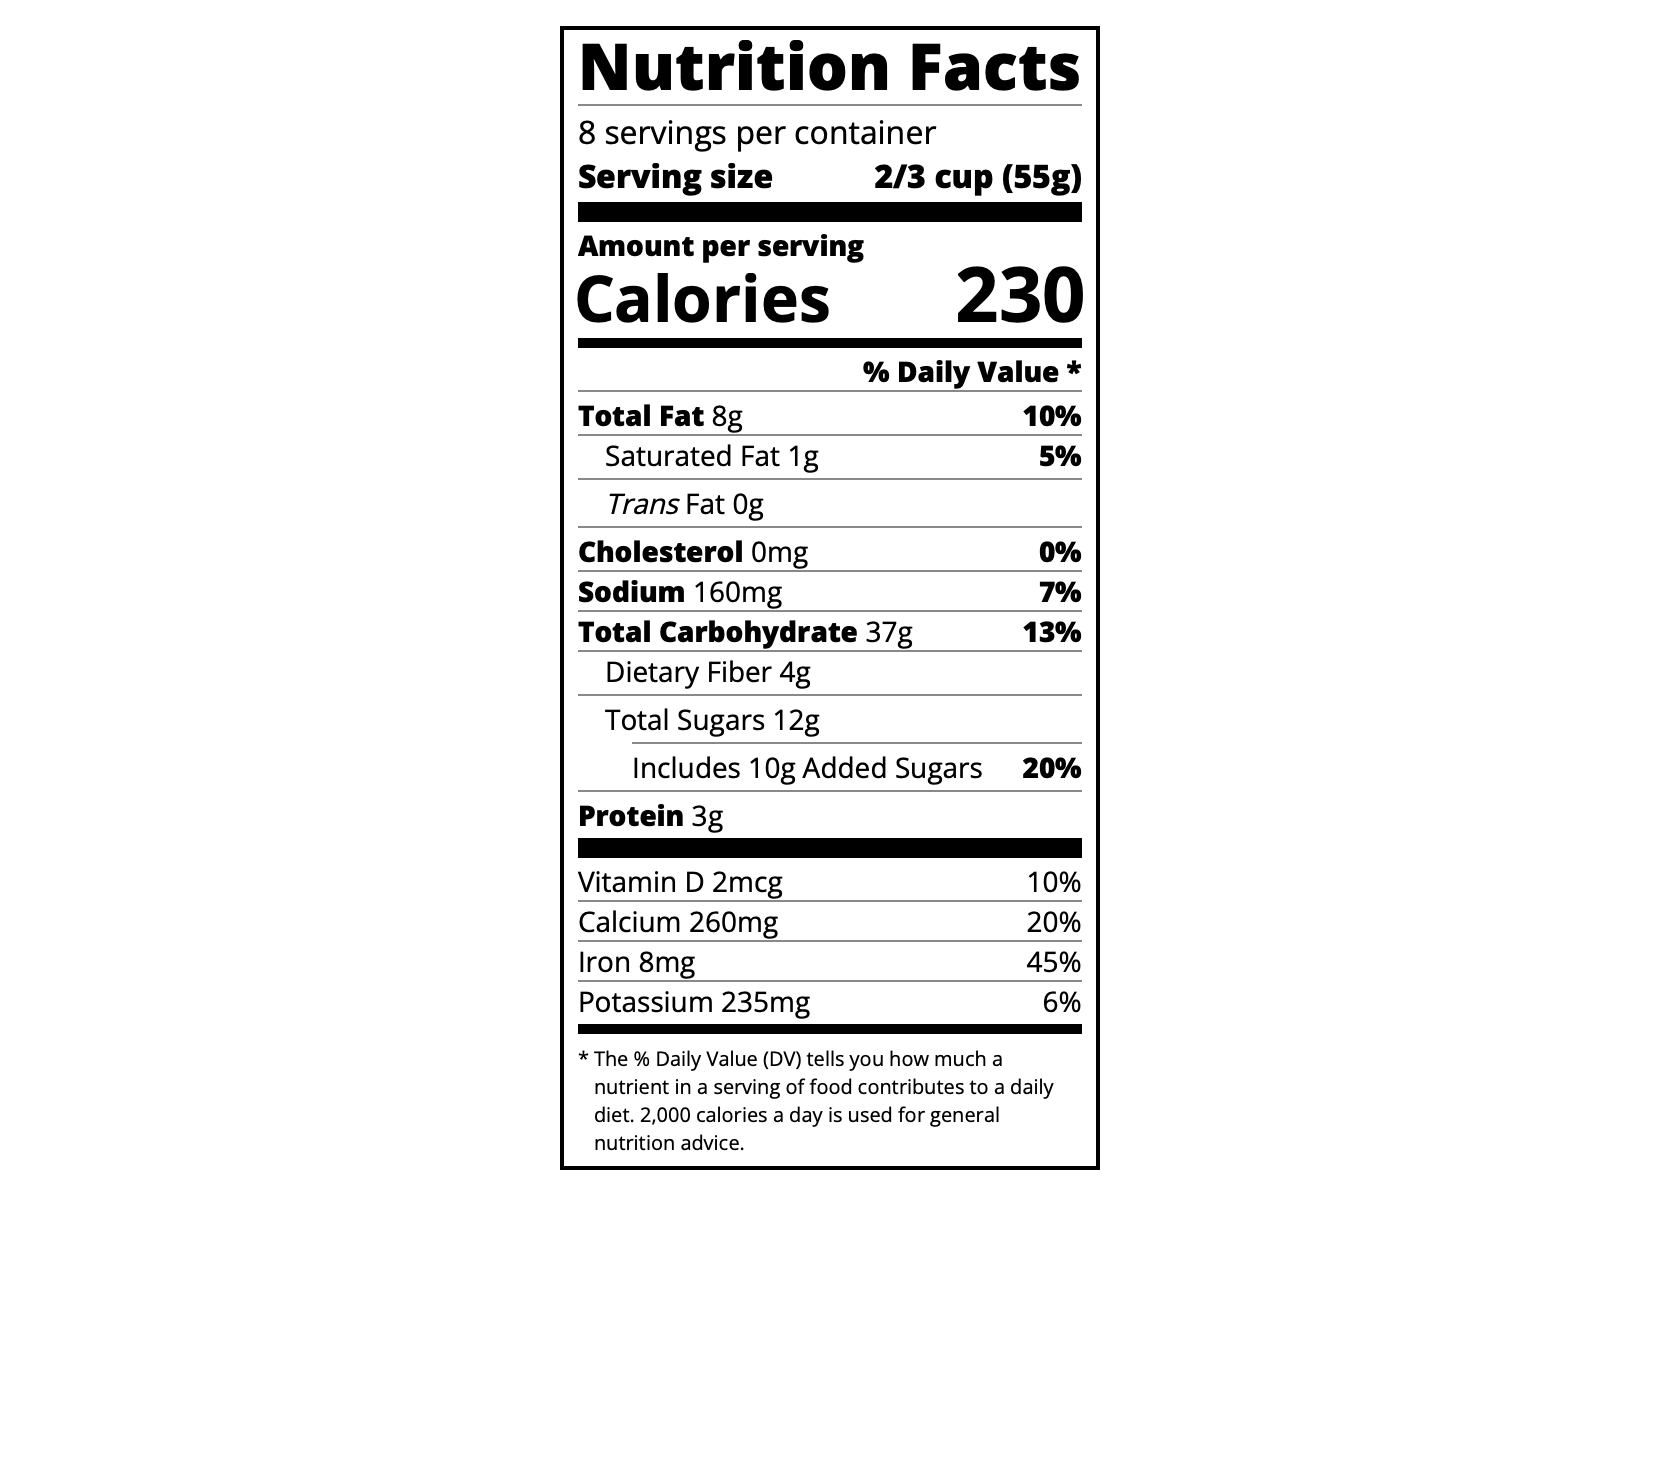 Nutrition Facts
8 servings per container
Serving size 2/3 cup (55g)
Amount per serving
Calories 230
% Daily Value *
Total Fat 8g 10%
Saturated Fat 1g 5%
Trans Fat 0g
Cholesterol 0mg 0%
Sodium 160mg 7%
Total Carbohydrate 37g 13%
Dietary Fiber 4g
Total Sugars 12g
Includes 10g Added Sugars 20%
Protein 3g
Vitamin D 2mcg 10%
Calcium 260mg 20%
Iron 8mg 45%
Potassium 235mg 6%
* The % Daily Value (DV) tells you how much a
nutrient in a serving of food contributes to a daily
diet. 2,000 calories a day is used for general
nutrition advice.